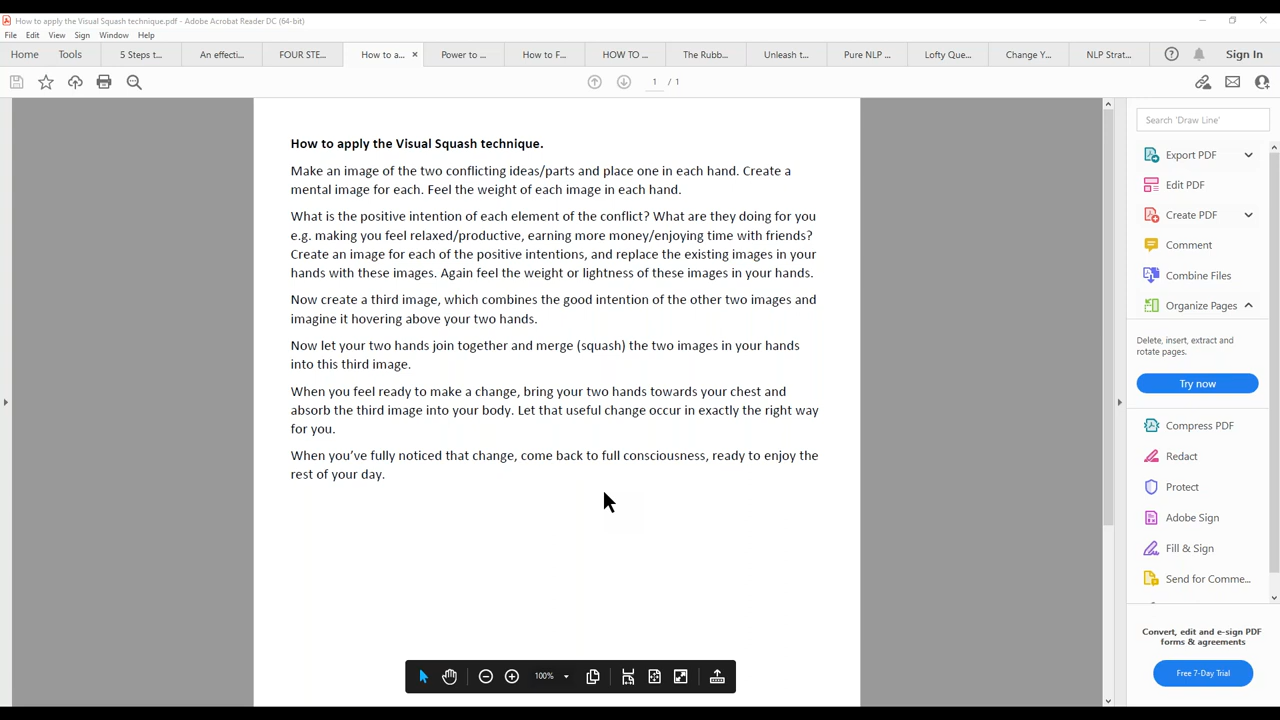 How to apply the Visual Squash technique.pdf - Adobe Acrobat Reader DC (64-bit)
File Edit View Sign Window Help
Home Tools 5 Steps t... An effecti... FOUR STE... How to a... Power to ... How to F... HOW TO ... The Rubb... Unleash t... Pure NLP ... Lofty Que... Change Y... NLP Strat... Sign In
1 / 1
How to apply the Visual Squash technique.
Make an image of the two conflicting ideas/parts and place one in each hand. Create a
mental image for each. Feel the weight of each image in each hand.
What is the positive intention of each element of the conflict? What are they doing for you
e.g. making you feel relaxed/productive, earning more money/enjoying time with friends?
Create an image for each of the positive intentions, and replace the existing images in your
hands with these images. Again feel the weight or lightness of these images in your hands.
Now create a third image, which combines the good intention of the other two images and
imagine it hovering above your two hands.
Now let your two hands join together and merge (squash) the two images in your hands
into this third image.
When you feel ready to make a change, bring your two hands towards your chest and
absorb the third image into your body. Let that useful change occur in exactly the right way
for you.
When you've fully noticed that change, come back to full consciousness, ready to enjoy the
rest of your day.
100%
Search 'Draw Line'
Export PDF
Edit PDF
Create PDF
Comment
Combine Files
Organize Pages
Delete, insert, extract and
rotate pages.
Try now
Compress PDF
Redact
Protect
Adobe Sign
Fill & Sign
Send for Comme...
Convert, edit and e-sign PDF
forms & agreements
Free 7-Day Trial